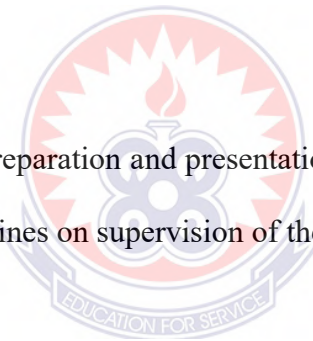 reparation and presentatio
ines on supervision of the
EDUCATION FOR SERVICE